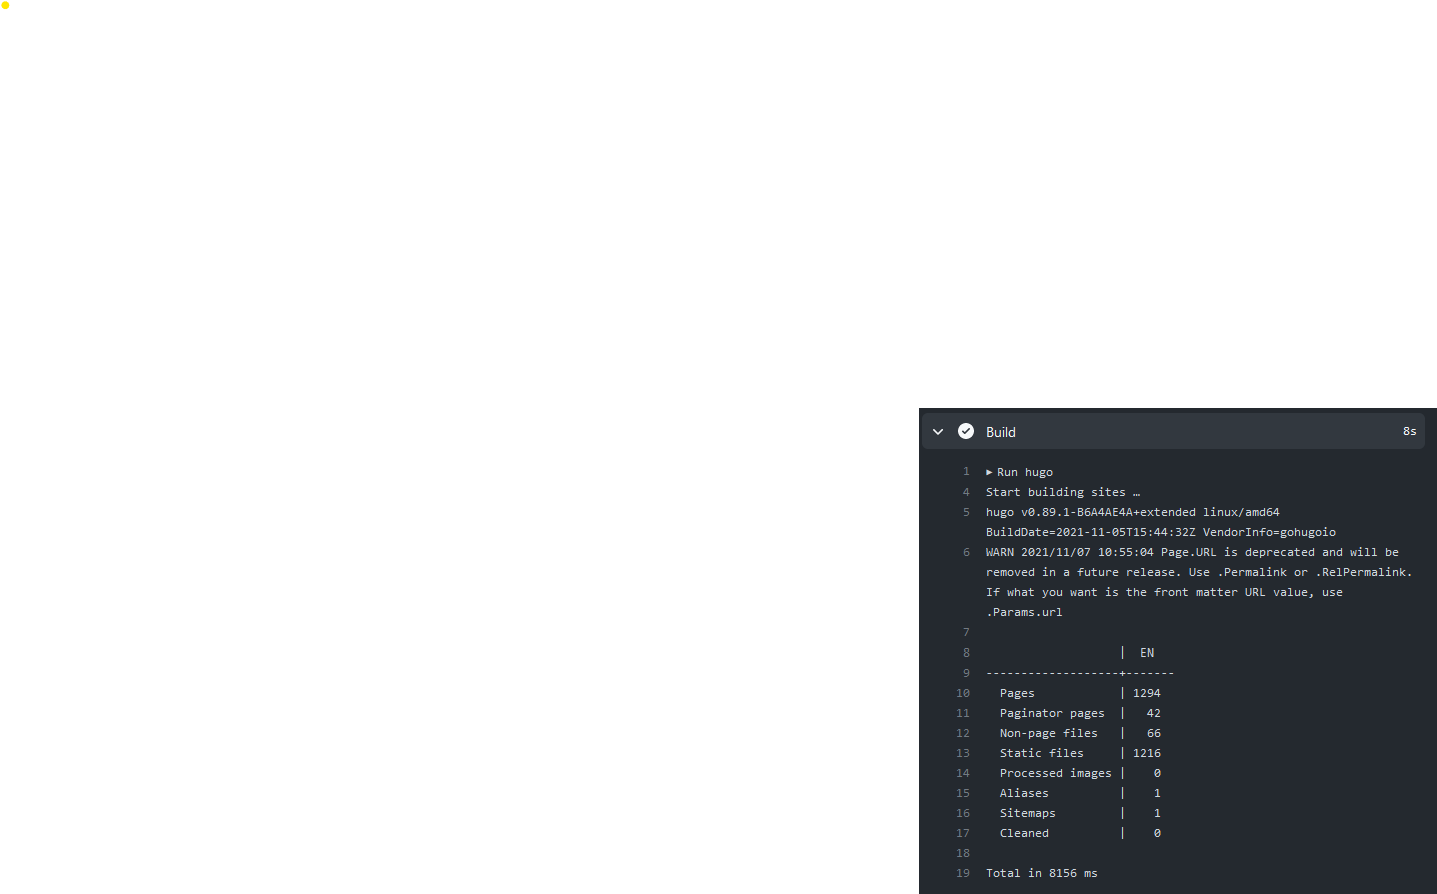 Build 8s
1 ▸ Run hugo
4 Start building sites …
5 hugo v0.89.1-B6A4AE4A+extended linux/amd64
BuildDate=2021-11-05T15:44:32Z VendorInfo=gohugoio
6 WARN 2021/11/07 10:55:04 Page.URL is deprecated and will be
removed in a future release. Use .Permalink or .RelPermalink.
If what you want is the front matter URL value, use
.Params.url
7
8 | EN
9 -------------------+-------
10 Pages | 1294
11 Paginator pages | 42
12 Non-page files | 66
13 Static files | 1216
14 Processed images | 0
15 Aliases | 1
16 Sitemaps | 1
17 Cleaned | 0
18
19 Total in 8156 ms